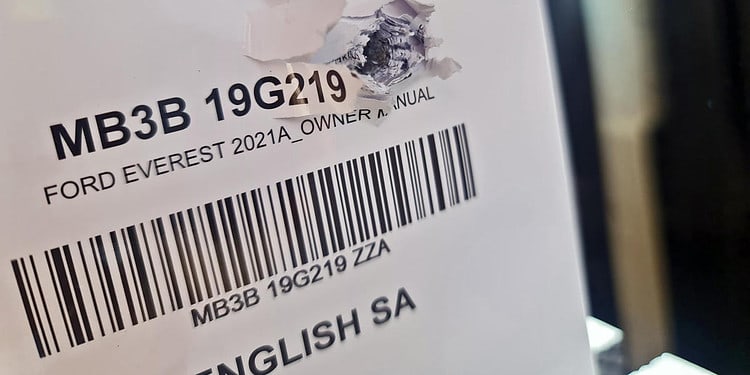 MB3B 19G219
FORD EVEREST 2021A_OWNER MANUAL
MB3B 19G219 ZZA
ENGLISH SA